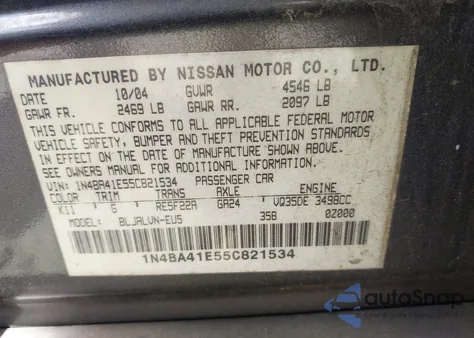 MANUFACTURED BY NISSAN MOTOR CO., LTD.
DATE 10/04 GVWR 4546 LB
GAWR FR. 2469 LB GAWR RR. 2097 LB
THIS VEHICLE CONFORMS TO ALL APPLICABLE FEDERAL MOTOR
VEHICLE SAFETY, BUMPER AND THEFT PREVENTION STANDARDS
IN EFFECT ON THE DATE OF MANUFACTURE SHOWN ABOVE.
SEE OWNERS MANUAL FOR ADDITIONAL INFORMATION.
VIN:1N4BA41E55C821534 PASSENGER CAR
COLOR TRIM TRANS AXLE ENGINE
K11 G RE5F22A GA24 VQ35DE 3498CC
MODEL BLJALVN-EU5 35B 0Z000
1N4BA41E55C821534
autoSnap